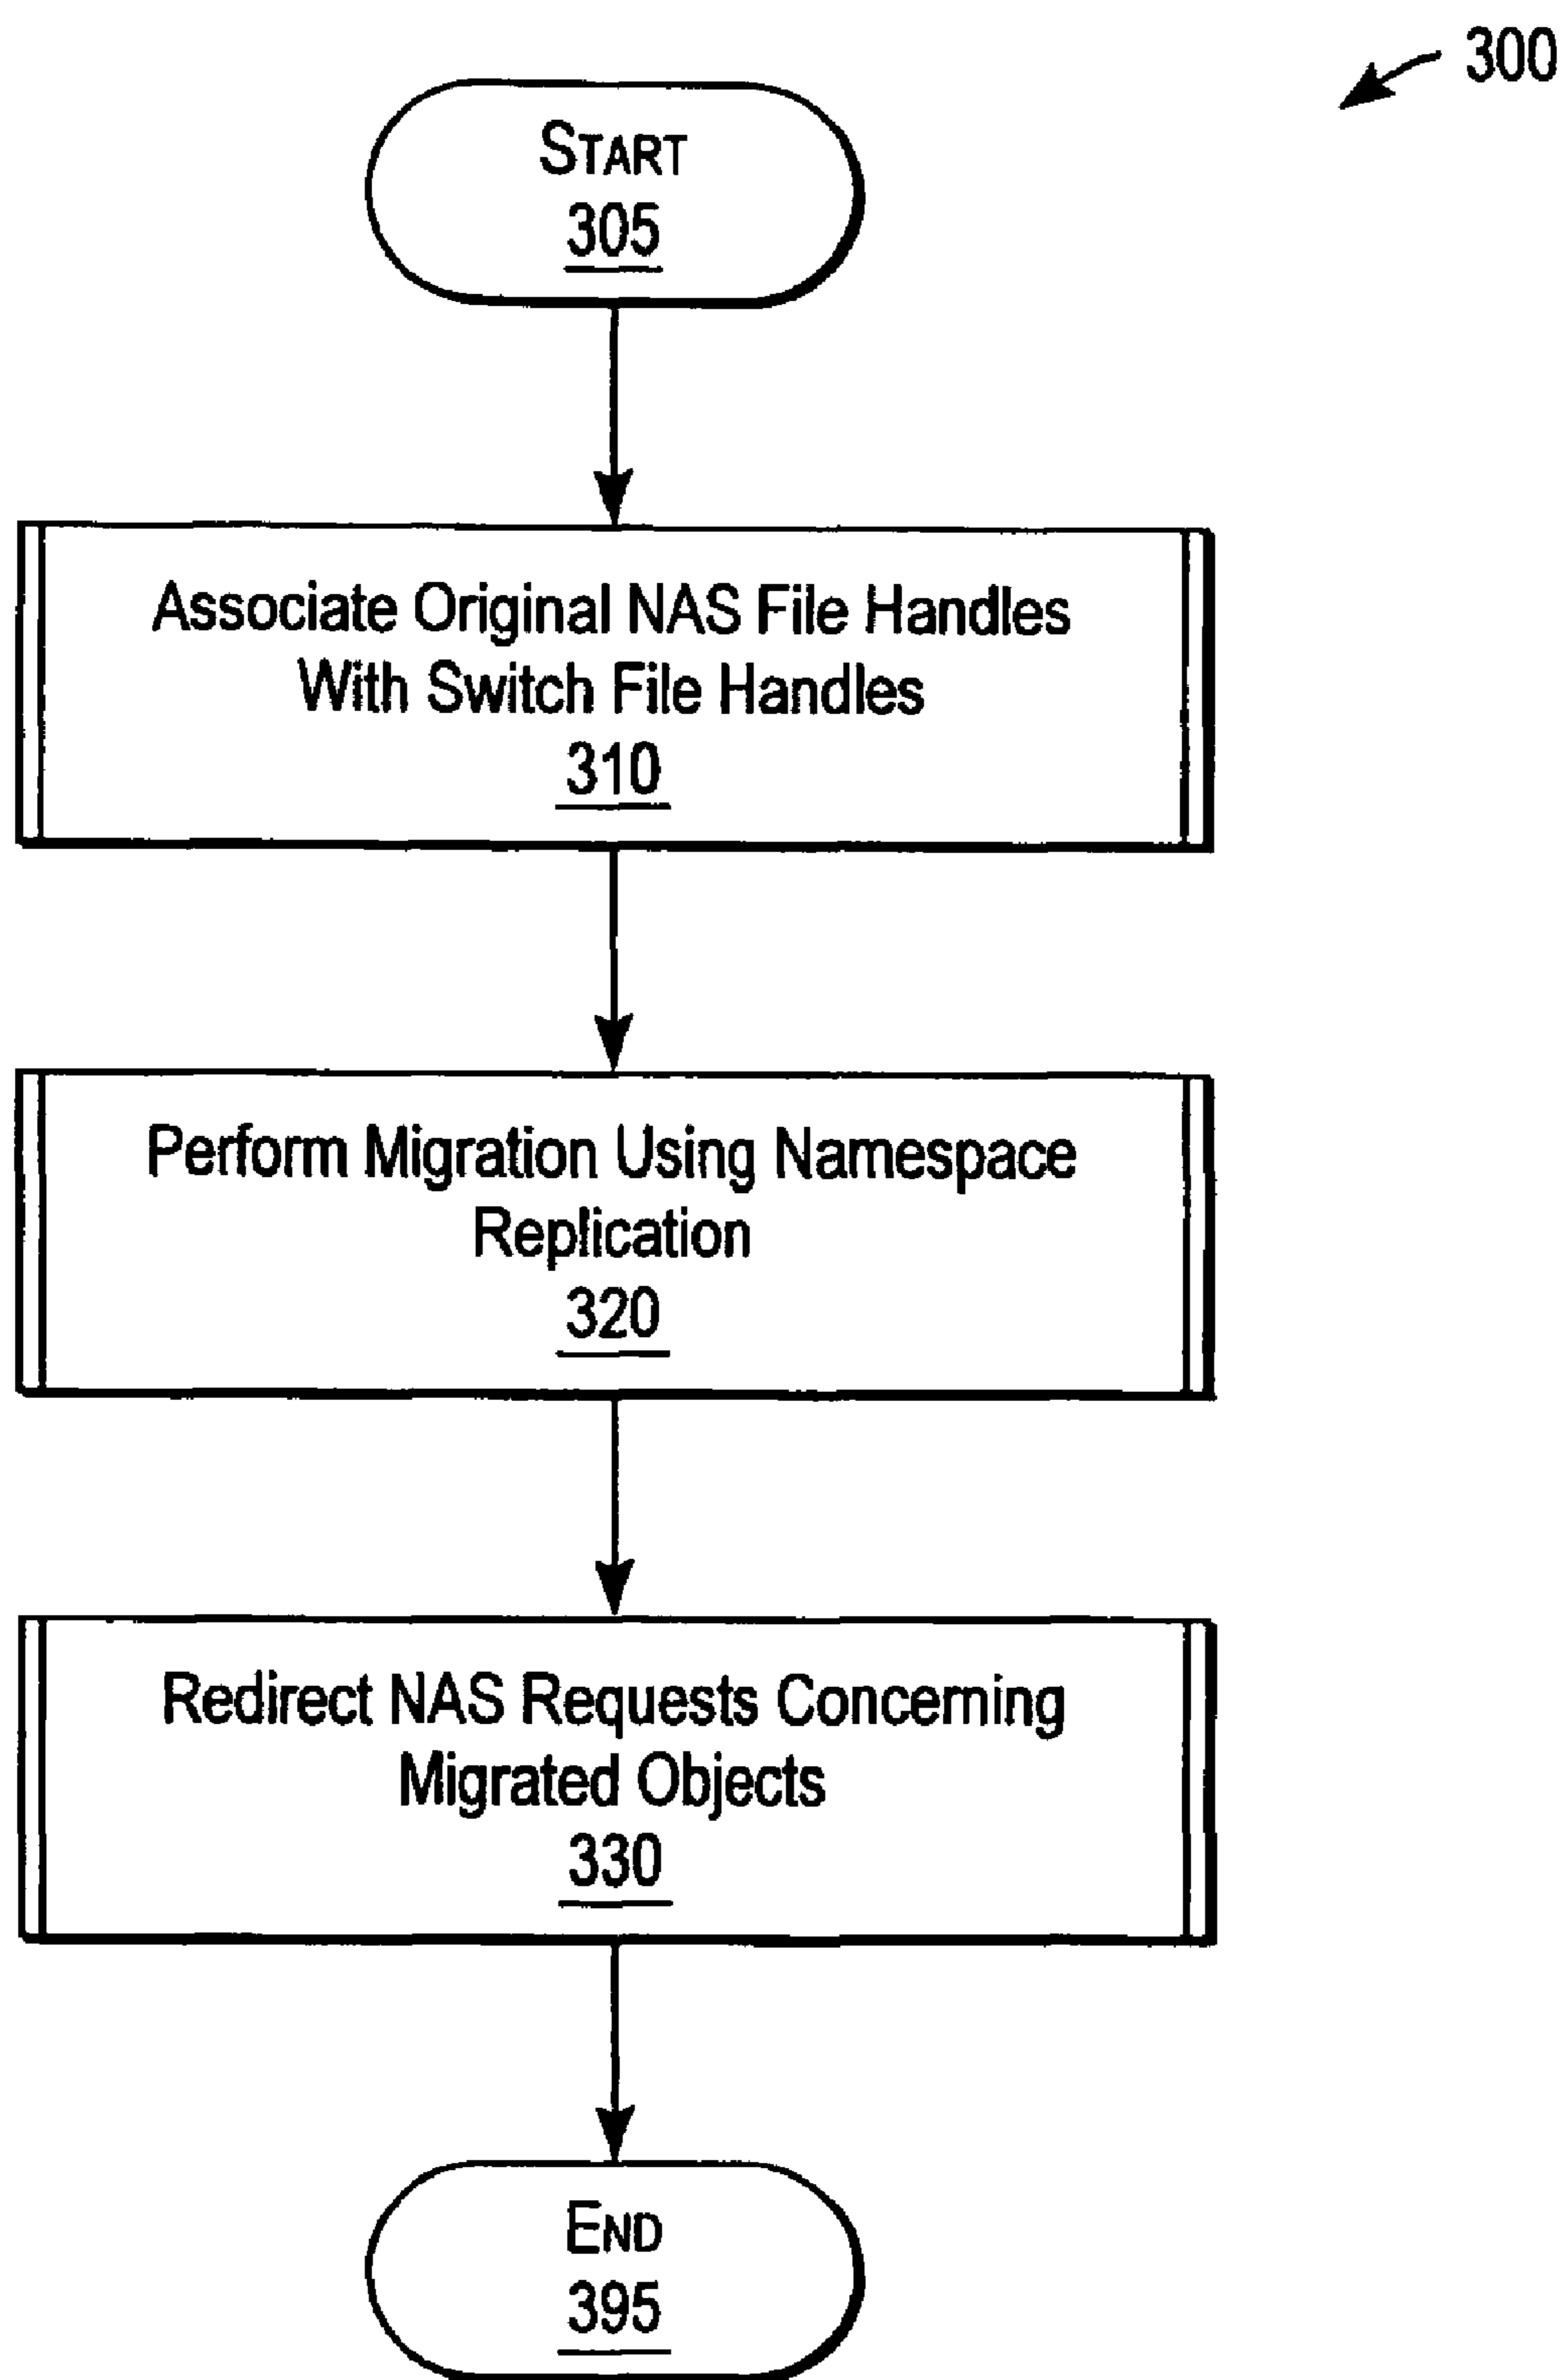 300
START
305
Associate Original NAS File Handles
With Switch File Handles
310
Perform Migration Using Namespace
Replication
320
Redirect NAS Requests Concerning
Migrated Objects
330
END
395